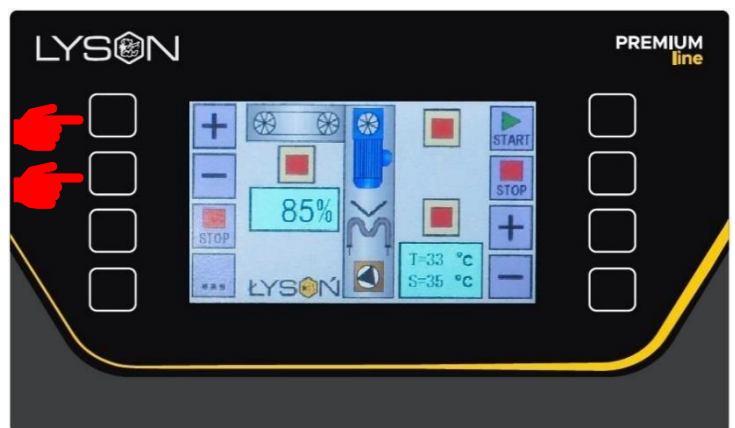 LYSON
PREMIUM
line
+
START
−
STOP
85%
STOP
+
T=33 °C
S=35 °C
−
ŁYSOŃ